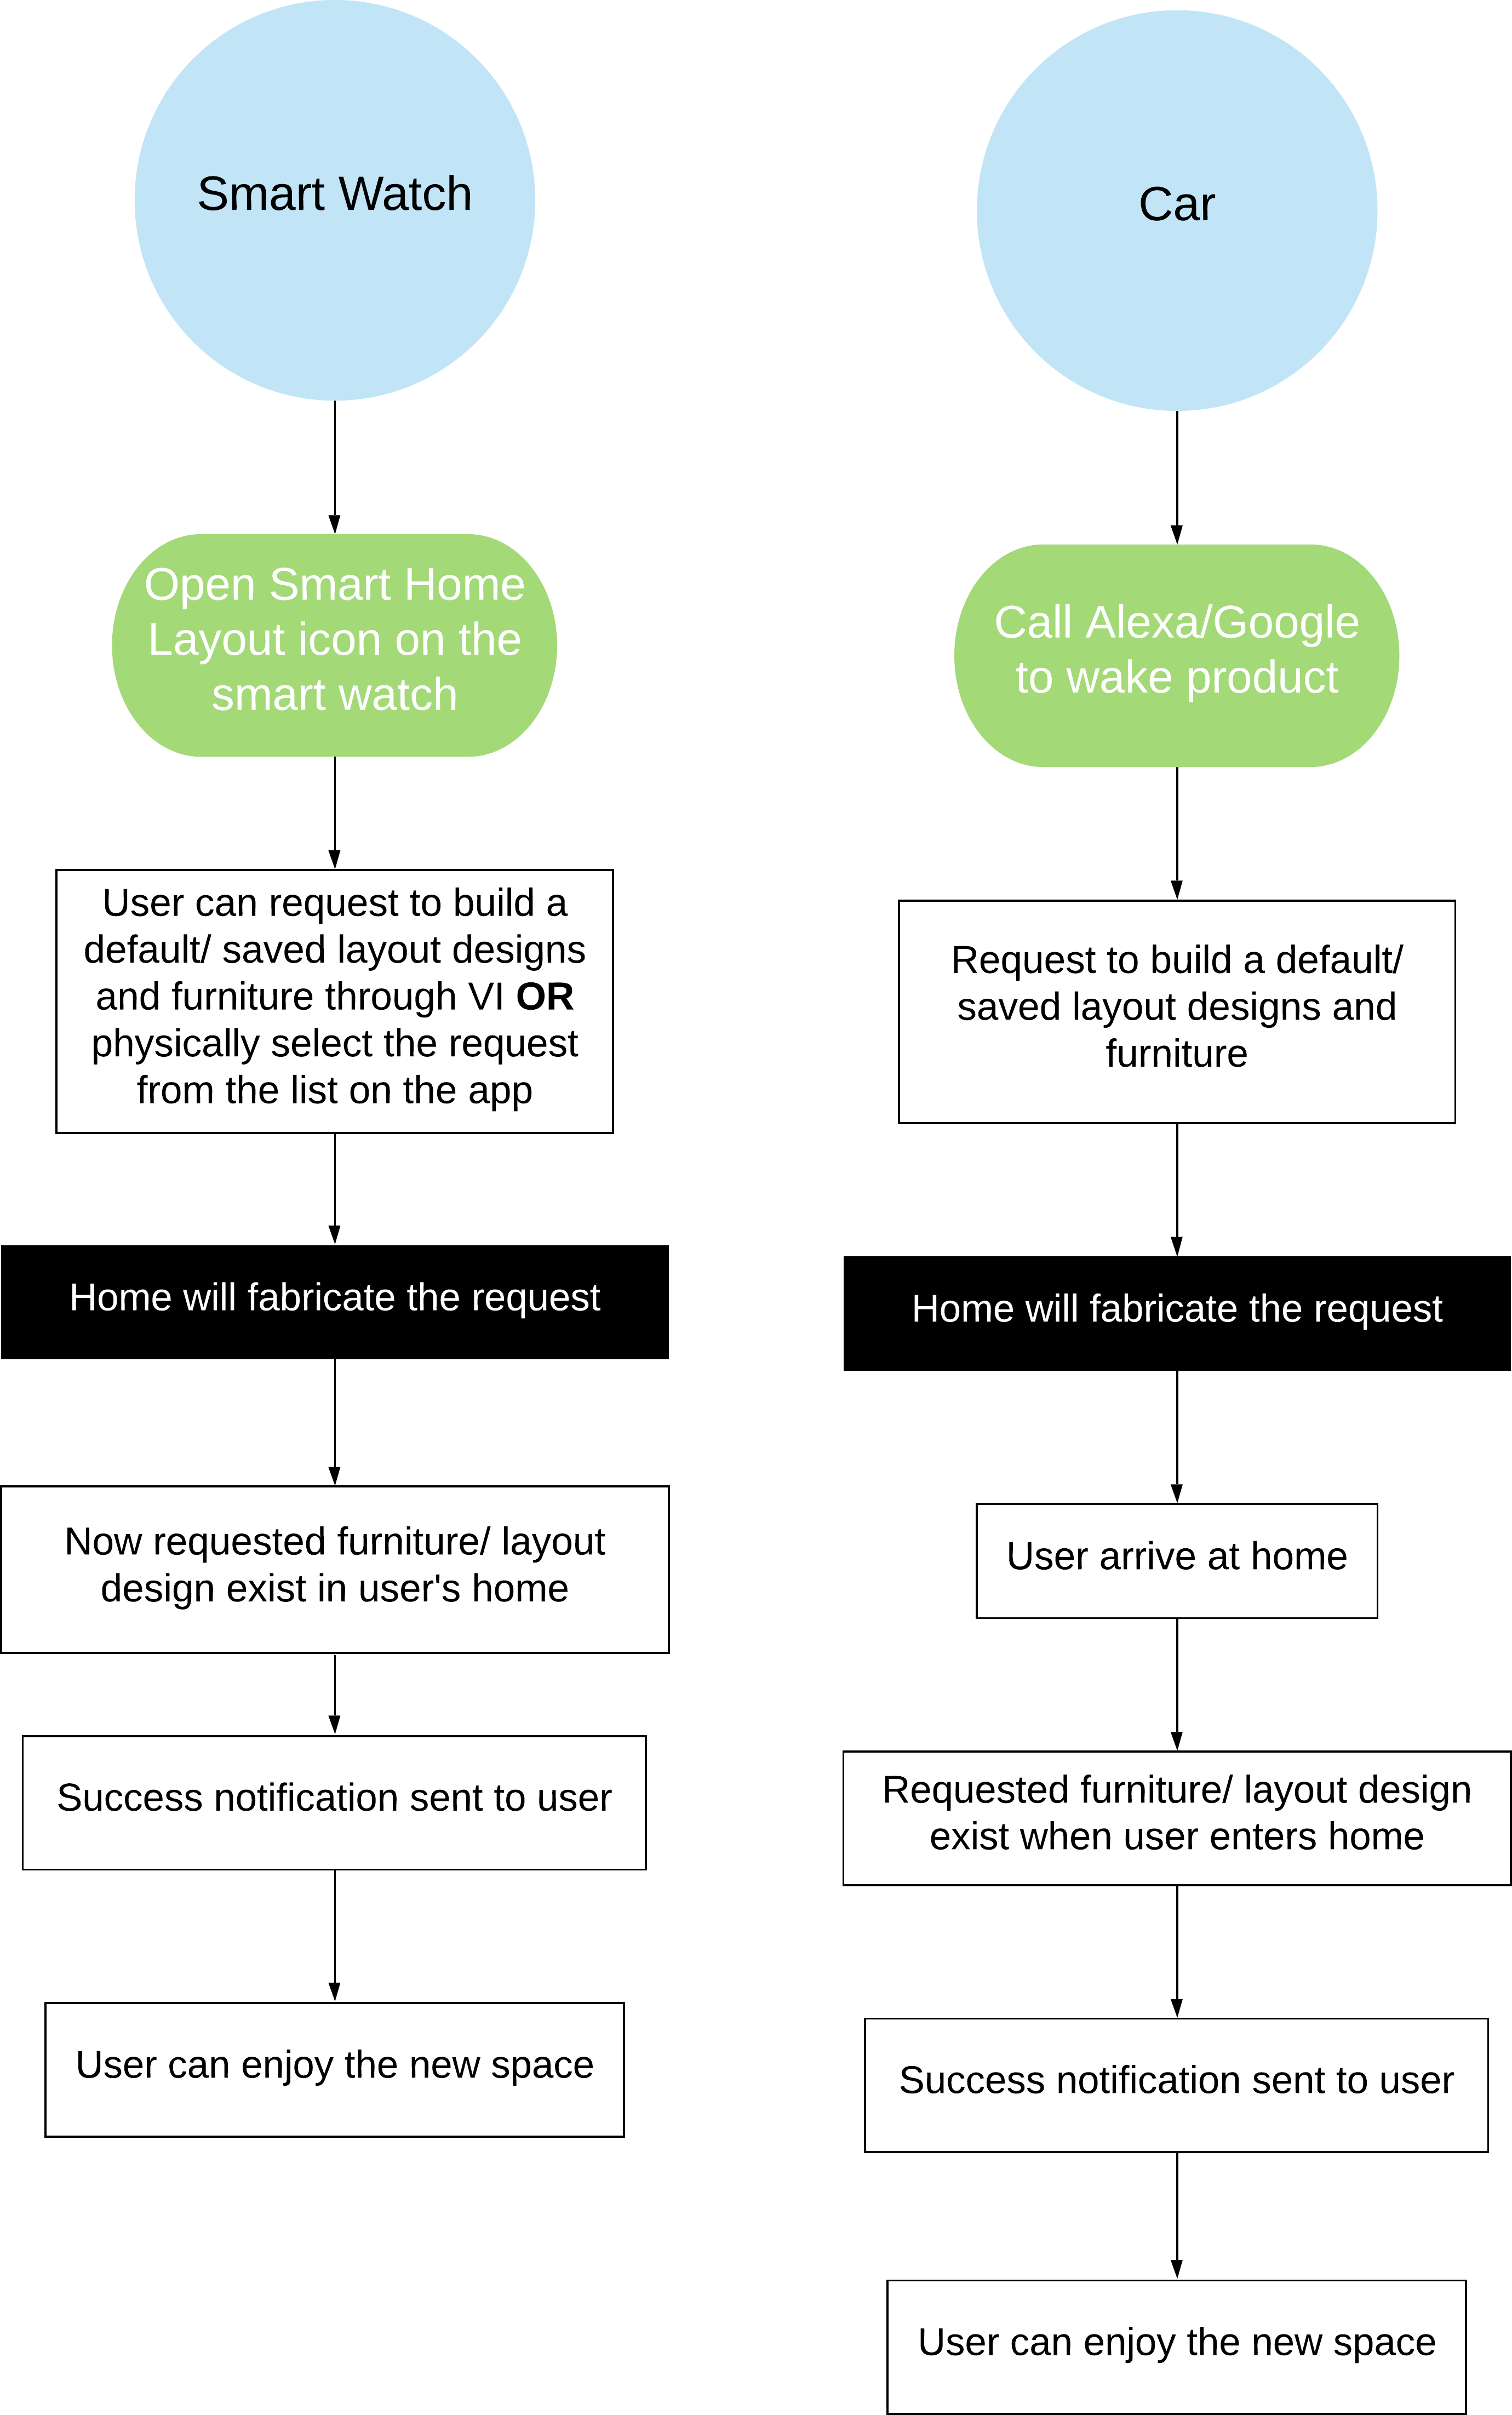 Smart Watch
Open Smart Home
Layout icon on the
smart watch
User can request to build a
default/ saved layout designs
and furniture through VI OR
physically select the request
from the list on the app
Home will fabricate the request
Now requested furniture/ layout
design exist in user's home
Success notification sent to user
User can enjoy the new space
Car
Call Alexa/Google
to wake product
Request to build a default/
saved layout designs and
furniture
Home will fabricate the request
User arrive at home
Requested furniture/ layout design
exist when user enters home
Success notification sent to user
User can enjoy the new space